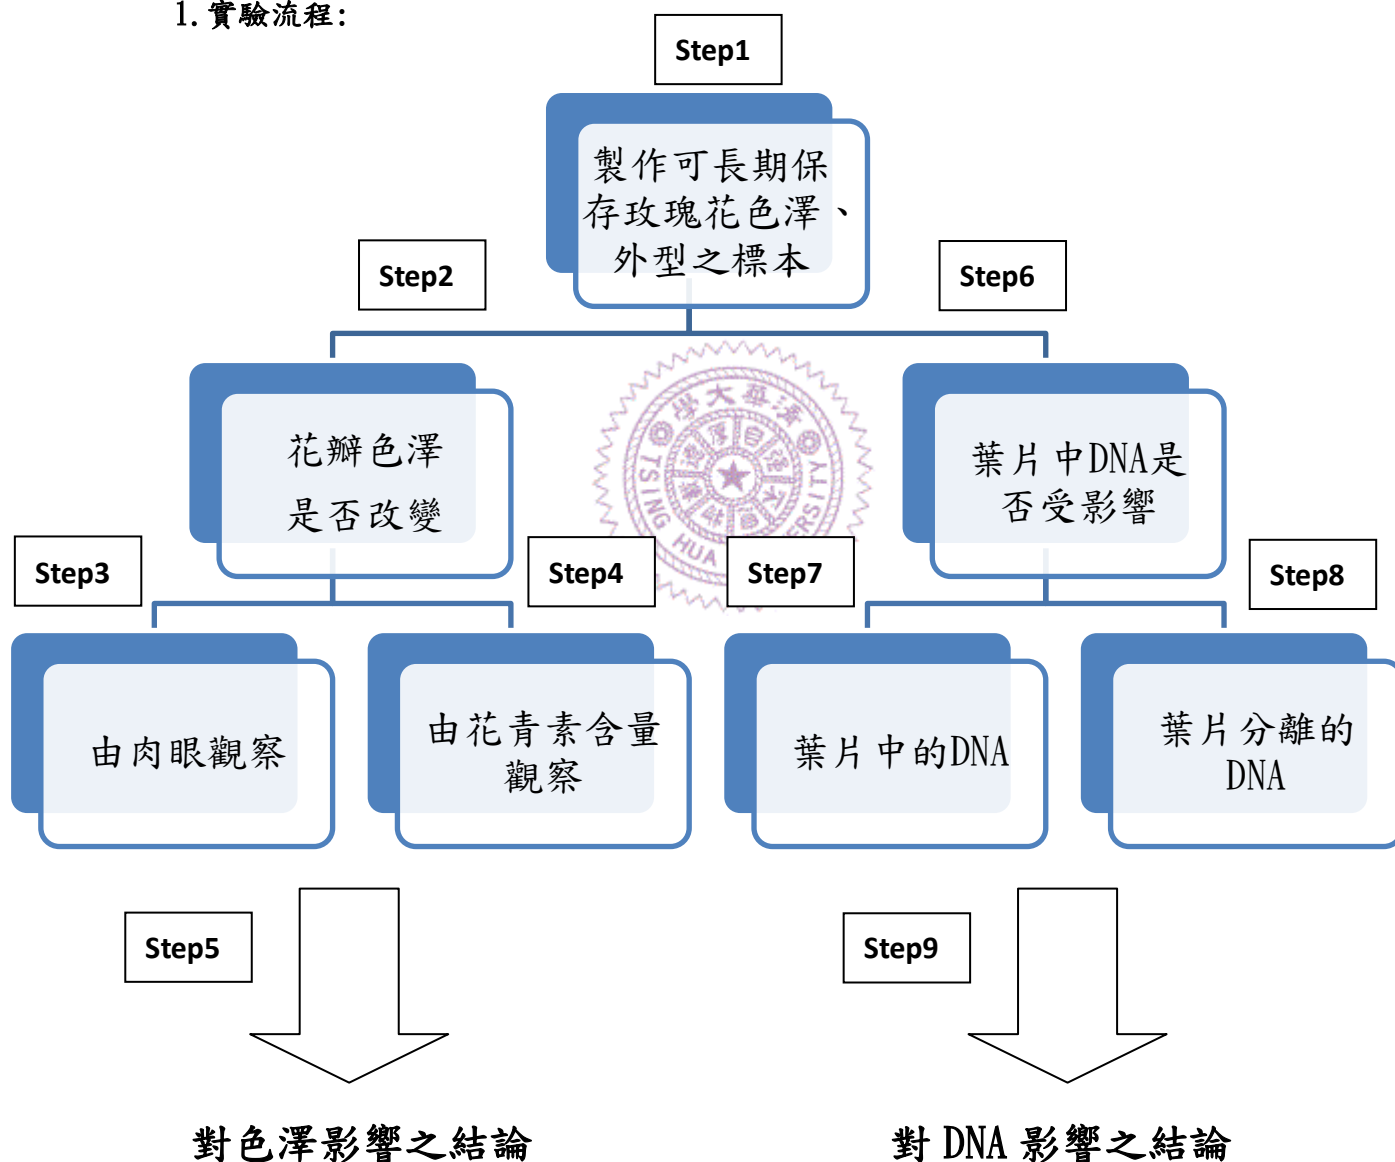 1.實驗流程:
Step1
製作可長期保
存玫瑰花色澤、
外型之標本
Step2
Step6
花瓣色澤
是否改變
葉片中DNA是
否受影響
Step3
Step4
Step7
Step8
由肉眼觀察
由花青素含量
觀察
葉片中的DNA
葉片分離的
DNA
Step5
Step9
對色澤影響之結論
對 DNA 影響之結論